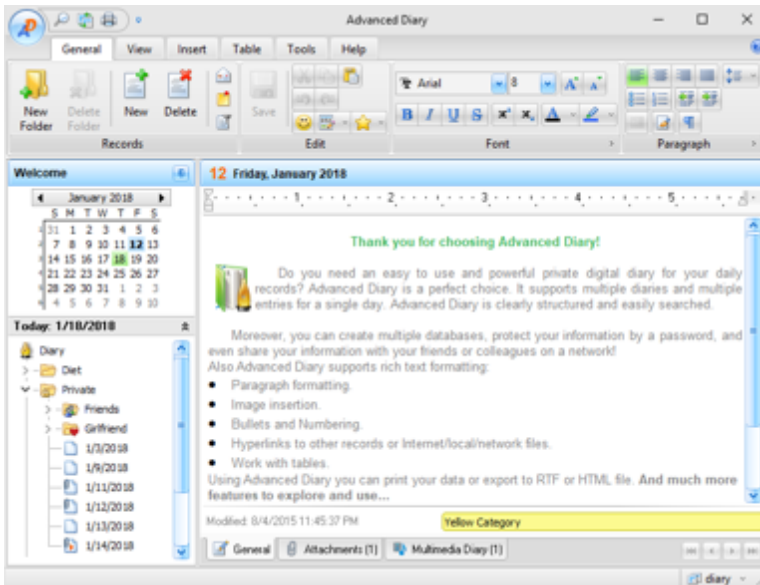 Advanced Diary
General View Insert Table Tools Help
New Folder
Delete Folder
New
Delete
Save
Arial
8
B I U S x² x₂ A
Records
Edit
Font
Paragraph
Welcome
12 Friday, January 2018
January 2018
S M T W T F S
31 1 2 3 4 5 6
7 8 9 10 11 12 13
14 15 16 17 18 19 20
21 22 23 24 25 26 27
28 29 30 31 1 2 3
4 5 6 7 8 9 10
Today: 1/18/2018
Diary
Diet
Private
Friends
Girlfriend
1/3/2018
1/9/2018
1/11/2018
1/12/2018
1/13/2018
1/14/2018
1 2 3 4 5
Thank you for choosing Advanced Diary!
Do you need an easy to use and powerful private digital diary for your daily
records? Advanced Diary is a perfect choice. It supports multiple diaries and multiple
entries for a single day. Advanced Diary is clearly structured and easily searched.
Moreover, you can create multiple databases, protect your information by a password, and
even share your information with your friends or colleagues on a network!
Also Advanced Diary supports rich text formatting:
• Paragraph formatting.
• Image insertion.
• Bullets and Numbering.
• Hyperlinks to other records or Internet/local/network files.
• Work with tables.
Using Advanced Diary you can print your data or export to RTF or HTML file. And much more
features to explore and use...
Modified: 8/4/2015 11:45:37 PM
Yellow Category
General
Attachments (1)
Multimedia Diary (1)
diary